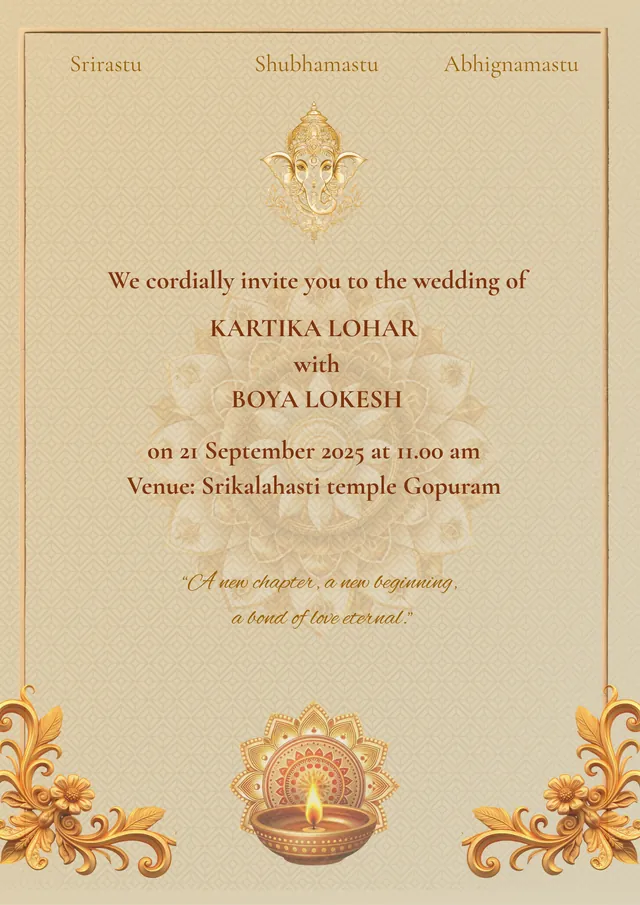 Srirastu Shubhamastu Abhignamastu
We cordially invite you to the wedding of
KARTIKA LOHAR
with
BOYA LOKESH
on 21 September 2025 at 11.00 am
Venue: Srikalahasti temple Gopuram
“A new chapter, a new beginning,
a bond of love eternal.”